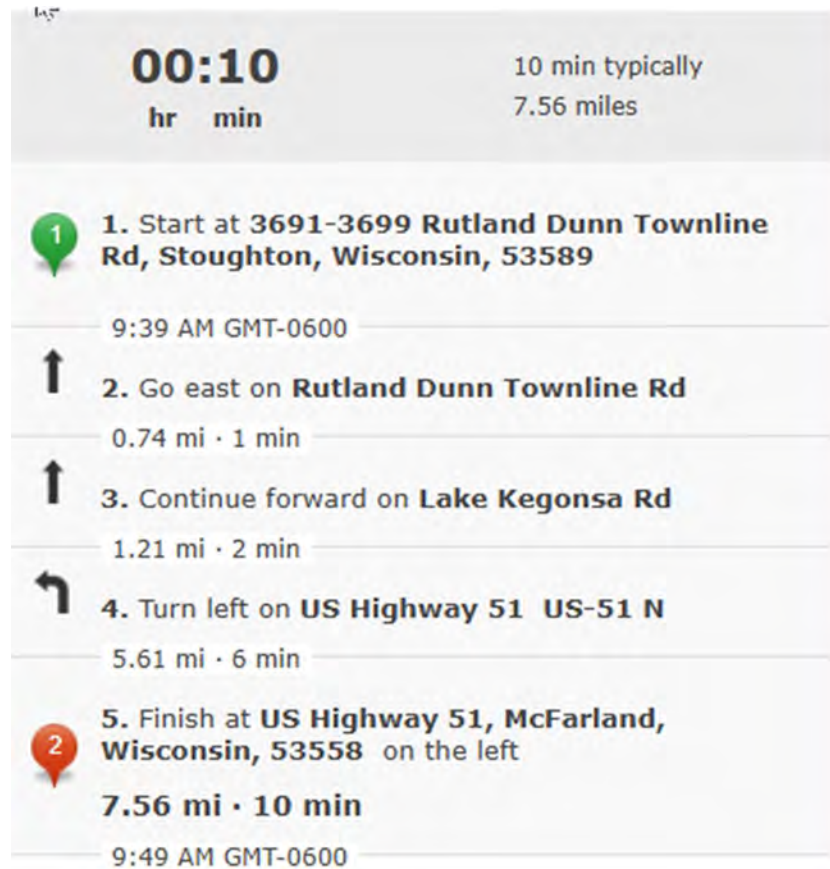 00:10
hr min
10 min typically
7.56 miles
1
1. Start at 3691-3699 Rutland Dunn Townline
Rd, Stoughton, Wisconsin, 53589
9:39 AM GMT-0600
2. Go east on Rutland Dunn Townline Rd
0.74 mi · 1 min
3. Continue forward on Lake Kegonsa Rd
1.21 mi · 2 min
4. Turn left on US Highway 51 US-51 N
5.61 mi · 6 min
2
5. Finish at US Highway 51, McFarland,
Wisconsin, 53558 on the left
7.56 mi · 10 min
9:49 AM GMT-0600